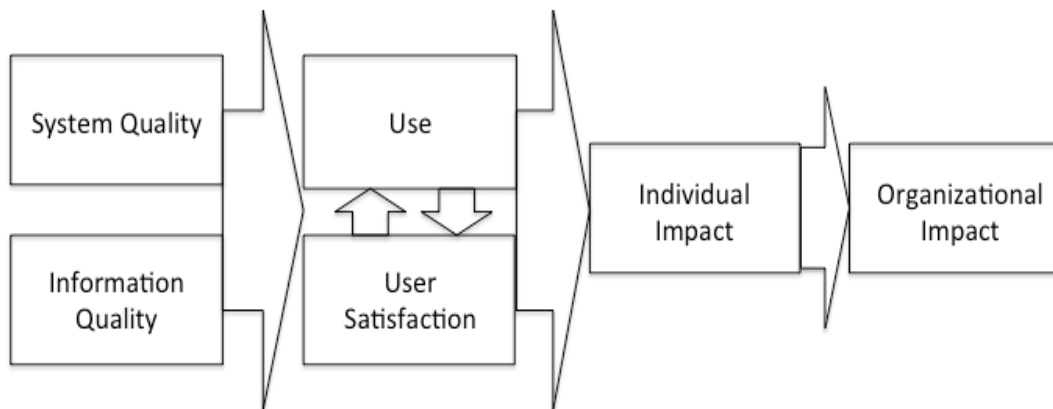 System Quality
Use
Information
Quality
User
Satisfaction
Individual
Impact
Organizational
Impact